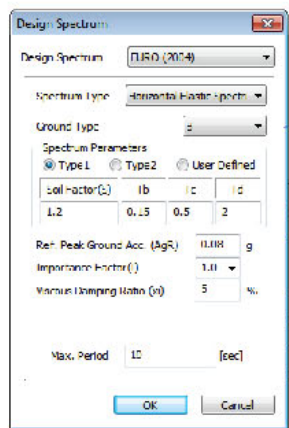 Design Spectrum
Design Spectrum EURO (2004)
Spectrum Type Horizontal Elastic Spectr
Ground Type B
Spectrum Parameters
Type1 Type2 User Defined
Soil Factor(S) Tb Tc Td
1.2 0.15 0.5 2
Ref. Peak Ground Acc. (AgR) 0.08 g
Importance Factor(I) 1.0
Viscous Damping Ratio (xi) 5 %
Max. Period 10 [sec]
OK Cancel